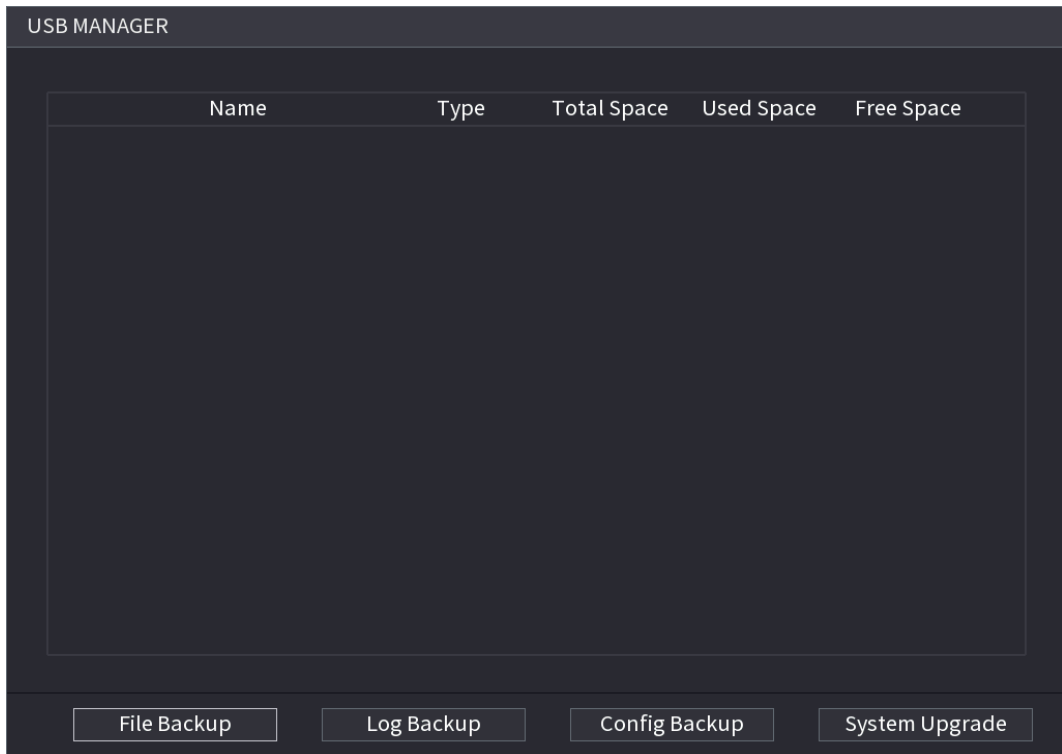 USB MANAGER
Name Type Total Space Used Space Free Space
File Backup Log Backup Config Backup System Upgrade